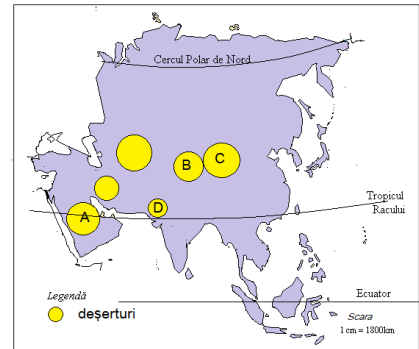 Cercul Polar de Nord
B
C
A
D
Tropicul
Racului
Legendă
deșerturi
Ecuator
Scara
1 cm = 1800km